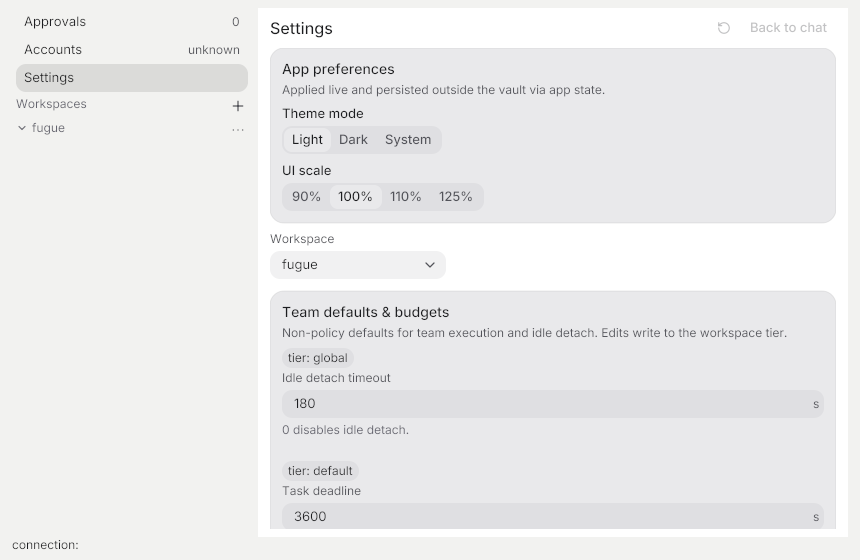 Approvals 0
Accounts unknown
Settings
Workspaces +
fugue ...
connection:
Settings
Back to chat
App preferences
Applied live and persisted outside the vault via app state.
Theme mode
Light Dark System
UI scale
90% 100% 110% 125%
Workspace
fugue
Team defaults & budgets
Non-policy defaults for team execution and idle detach. Edits write to the workspace tier.
tier: global
Idle detach timeout
180 s
0 disables idle detach.
tier: default
Task deadline
3600 s